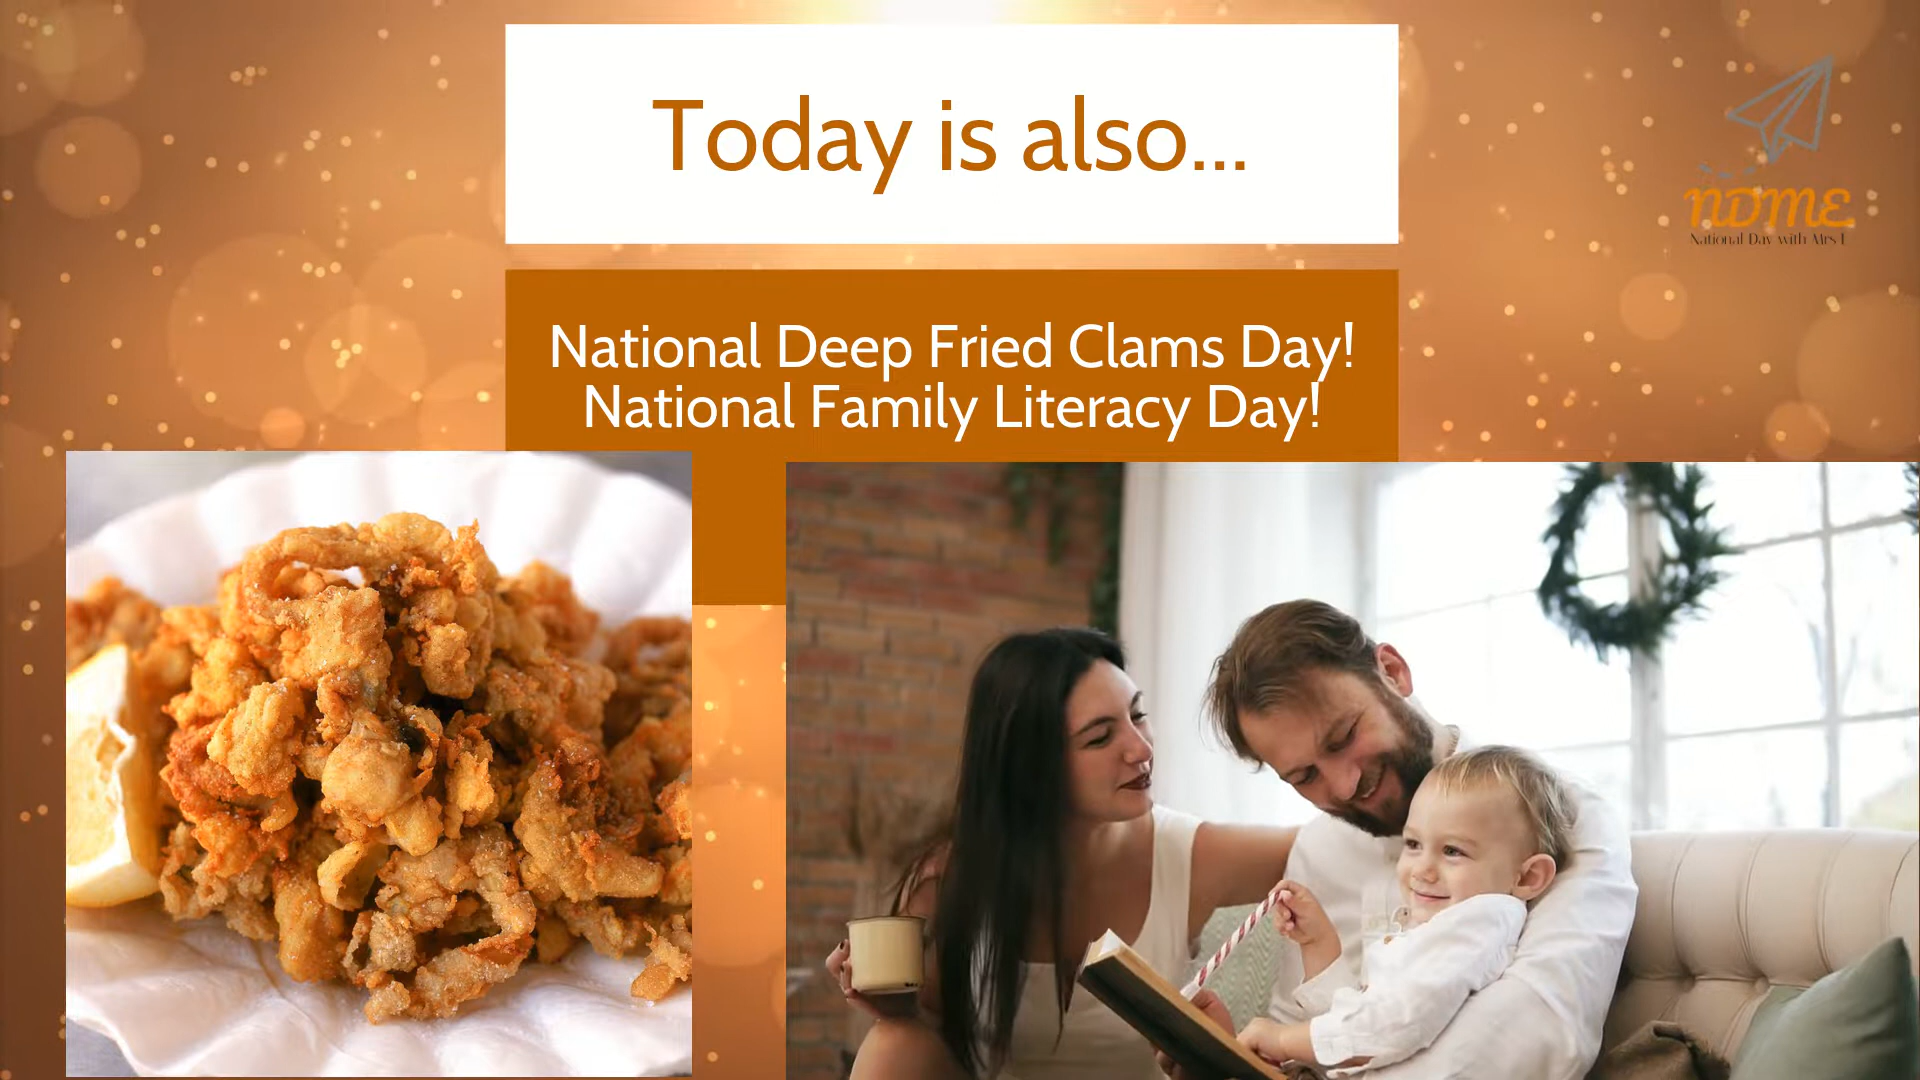 Today is also...
NDME
National Day with Mrs E
National Deep Fried Clams Day!
National Family Literacy Day!